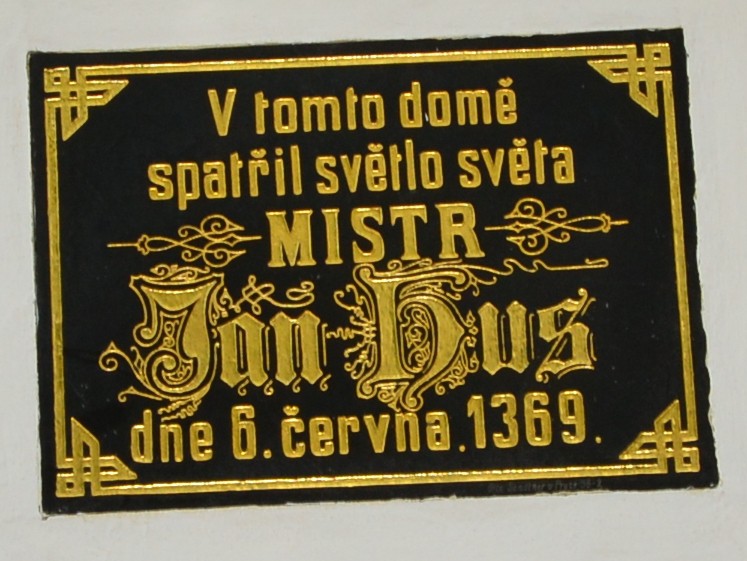 V tomto domě
spatřil světlo světa
MISTR
Jan Hus
dne 6. června. 1369.